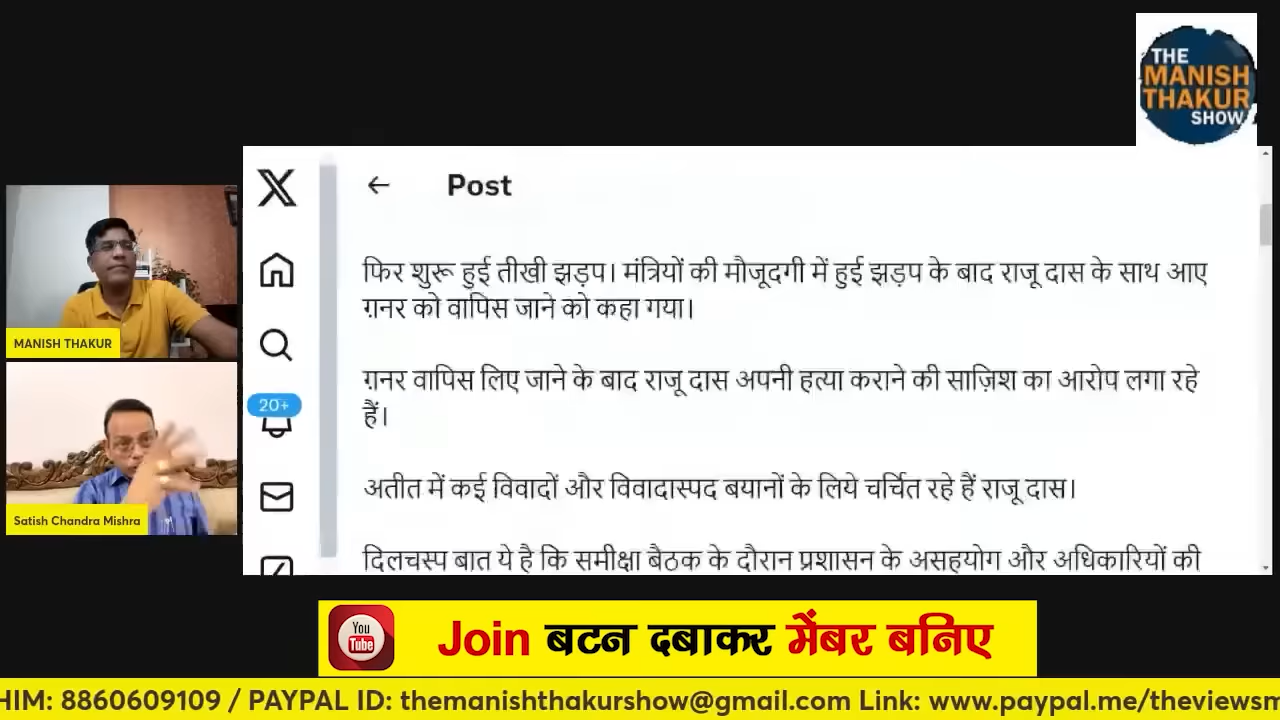 THE
MANISH
THAKUR
SHOW
Post
फिर शुरू हुई तीखी झड़प। मंत्रियों की मौजूदगी में हुई झड़प के बाद राजू दास के साथ आए
ग़नर को वापिस जाने को कहा गया।
ग़नर वापिस लिए जाने के बाद राजू दास अपनी हत्या कराने की साज़िश का आरोप लगा रहे
हैं।
अतीत में कई विवादों और विवादास्पद बयानों के लिये चर्चित रहे हैं राजू दास।
दिलचस्प बात ये है कि समीक्षा बैठक के दौरान प्रशासन के असहयोग और अधिकारियों की
20+
MANISH THAKUR
Satish Chandra Mishra
You
Tube
Join बटन दबाकर मेंबर बनिए
HIM: 8860609109 / PAYPAL ID: themanishthakurshow@gmail.com Link: www.paypal.me/theviewsm